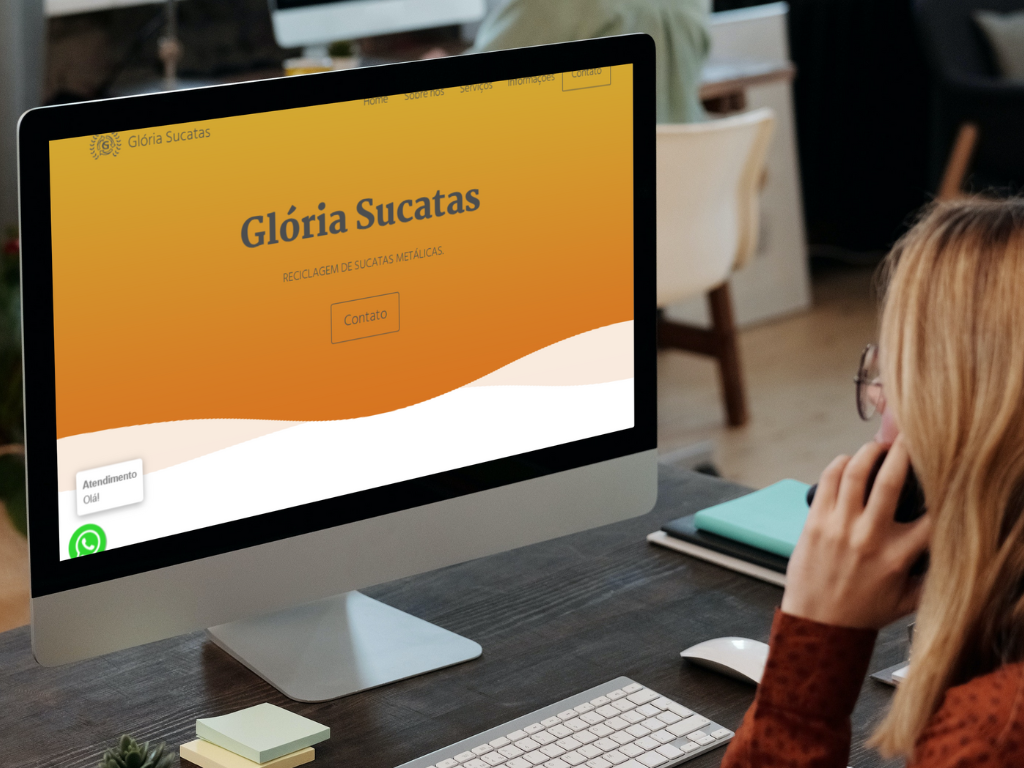 Home Sobre nós Serviços Informações Contato
G Glória Sucatas
Glória Sucatas
RECICLAGEM DE SUCATAS METÁLICAS.
Contato
Atendimento
Olá!